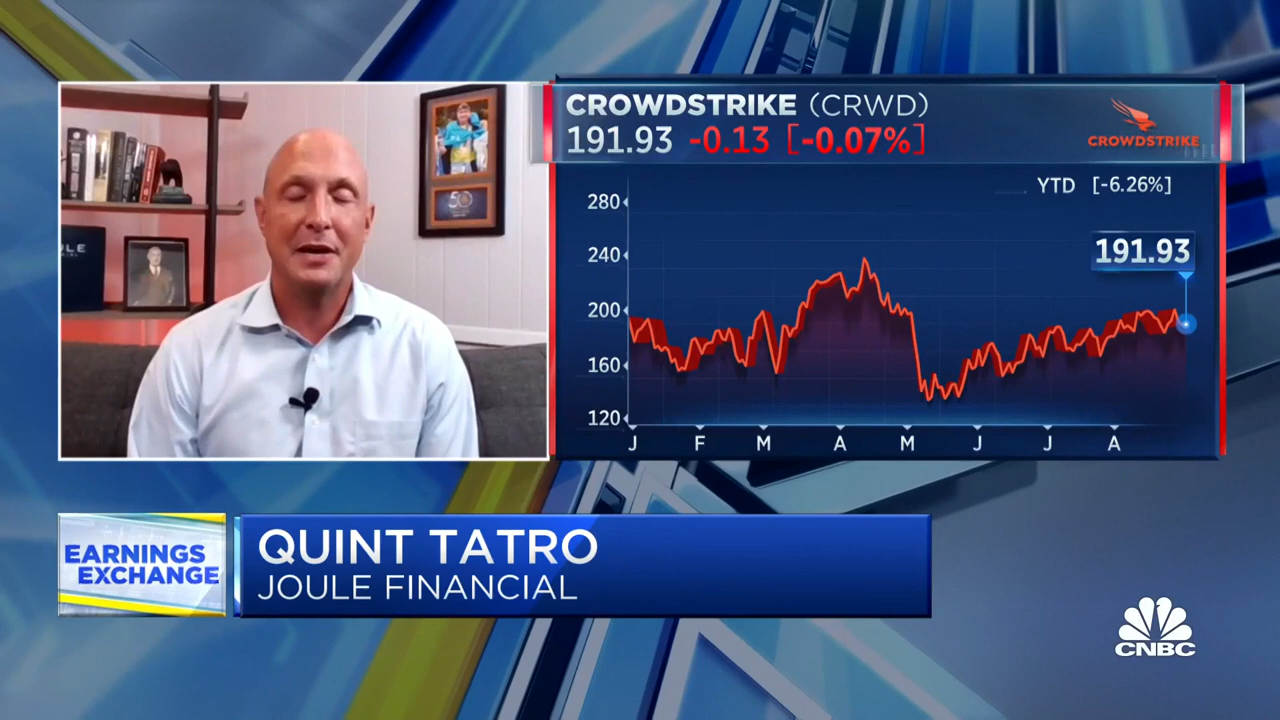 CROWDSTRIKE (CRWD)
191.93 -0.13 [-0.07%]
CROWDSTRIKE
YTD [-6.26%]
280
240
200
160
120
191.93
J F M A M J J A
50
EARNINGS
EXCHANGE
QUINT TATRO
JOULE FINANCIAL
CNBC